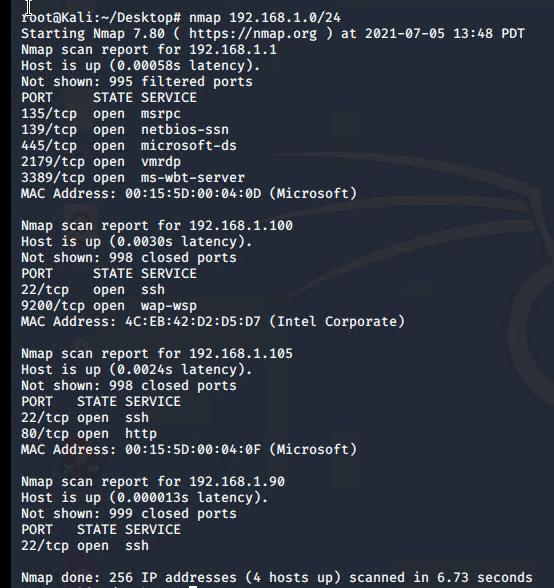 root@Kali:~/Desktop# nmap 192.168.1.0/24
Starting Nmap 7.80 ( https://nmap.org ) at 2021-07-05 13:48 PDT
Nmap scan report for 192.168.1.1
Host is up (0.00058s latency).
Not shown: 995 filtered ports
PORT     STATE SERVICE
135/tcp  open  msrpc
139/tcp  open  netbios-ssn
445/tcp  open  microsoft-ds
2179/tcp open  vmrdp
3389/tcp open  ms-wbt-server
MAC Address: 00:15:5D:00:04:0D (Microsoft)

Nmap scan report for 192.168.1.100
Host is up (0.0030s latency).
Not shown: 998 closed ports
PORT     STATE SERVICE
22/tcp   open  ssh
9200/tcp open  wap-wsp
MAC Address: 4C:EB:42:D2:D5:D7 (Intel Corporate)

Nmap scan report for 192.168.1.105
Host is up (0.0024s latency).
Not shown: 998 closed ports
PORT   STATE SERVICE
22/tcp open  ssh
80/tcp open  http
MAC Address: 00:15:5D:00:04:0F (Microsoft)

Nmap scan report for 192.168.1.90
Host is up (0.000013s latency).
Not shown: 999 closed ports
PORT   STATE SERVICE
22/tcp open  ssh

Nmap done: 256 IP addresses (4 hosts up) scanned in 6.73 seconds